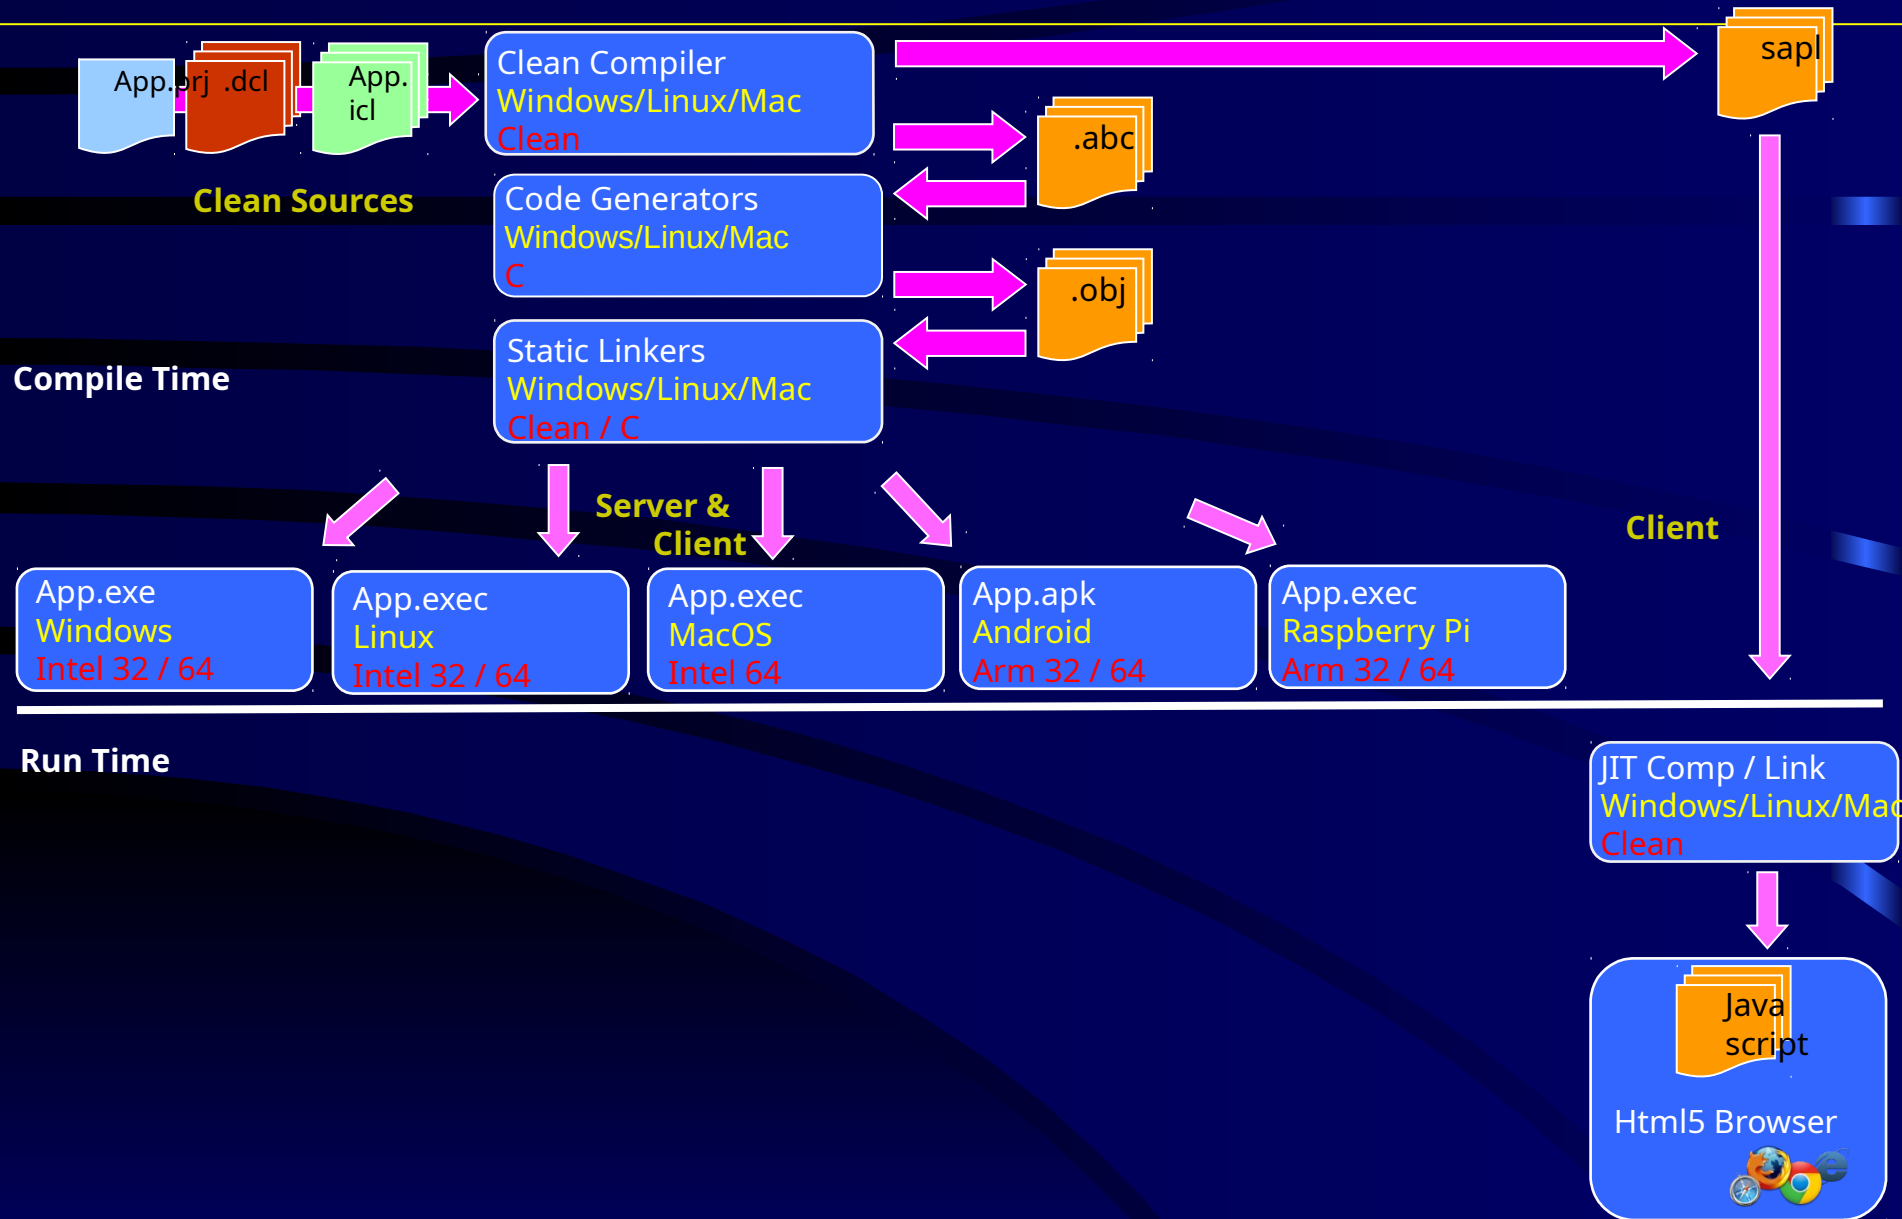 App.prj
.dcl
App.
icl
Clean Compiler
Windows/Linux/Mac
Clean
sapl
.abc
Clean Sources
Code Generators
Windows/Linux/Mac
C
.obj
Static Linkers
Windows/Linux/Mac
Clean / C
Compile Time
Server &
Client
Client
App.exe
Windows
Intel 32 / 64
App.exec
Linux
Intel 32 / 64
App.exec
MacOS
Intel 64
App.apk
Android
Arm 32 / 64
App.exec
Raspberry Pi
Arm 32 / 64
Run Time
JIT Comp / Link
Windows/Linux/Mac
Clean
Java
script
Html5 Browser